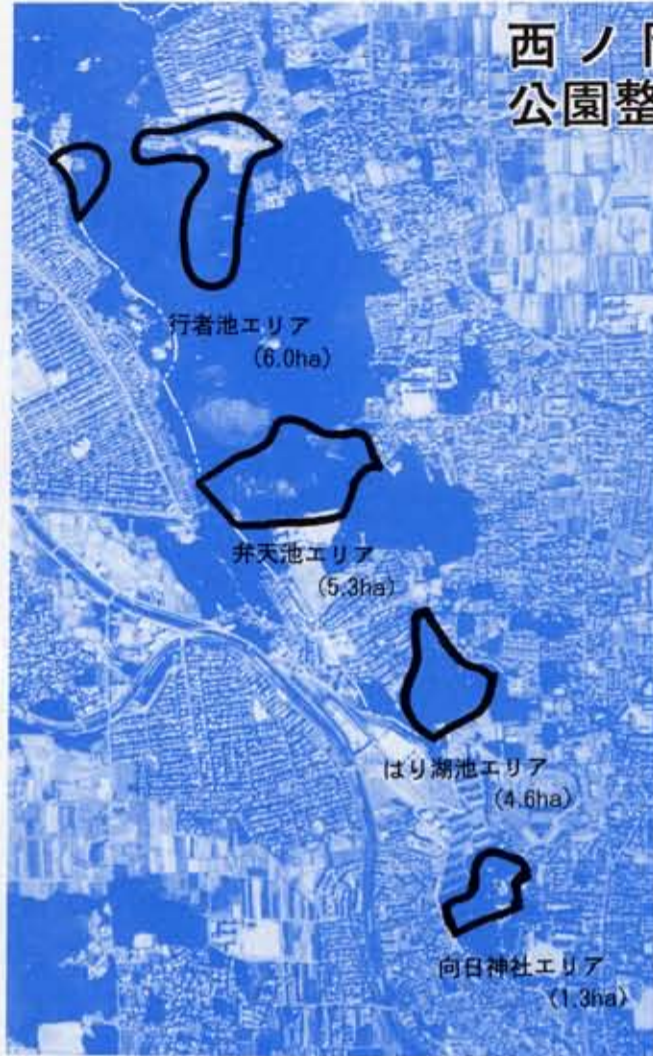 西ノ
公園整
行者池エリア
(6.0ha)
弁天池エリア
(5.3ha)
はり湖池エリア
(4.6ha)
向日神社エリア
(1.3ha)